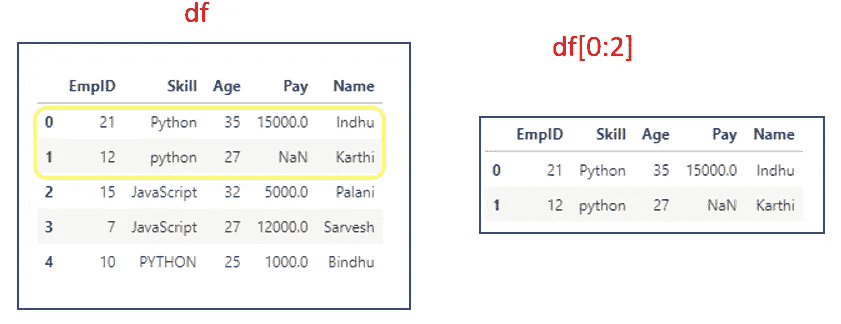 df
EmpID Skill Age Pay Name
0 21 Python 35 15000.0 Indhu
1 12 python 27 NaN Karthi
2 15 JavaScript 32 5000.0 Palani
3 7 JavaScript 27 12000.0 Sarvesh
4 10 PYTHON 25 1000.0 Bindhu
df[0:2]
EmpID Skill Age Pay Name
0 21 Python 35 15000.0 Indhu
1 12 python 27 NaN Karthi